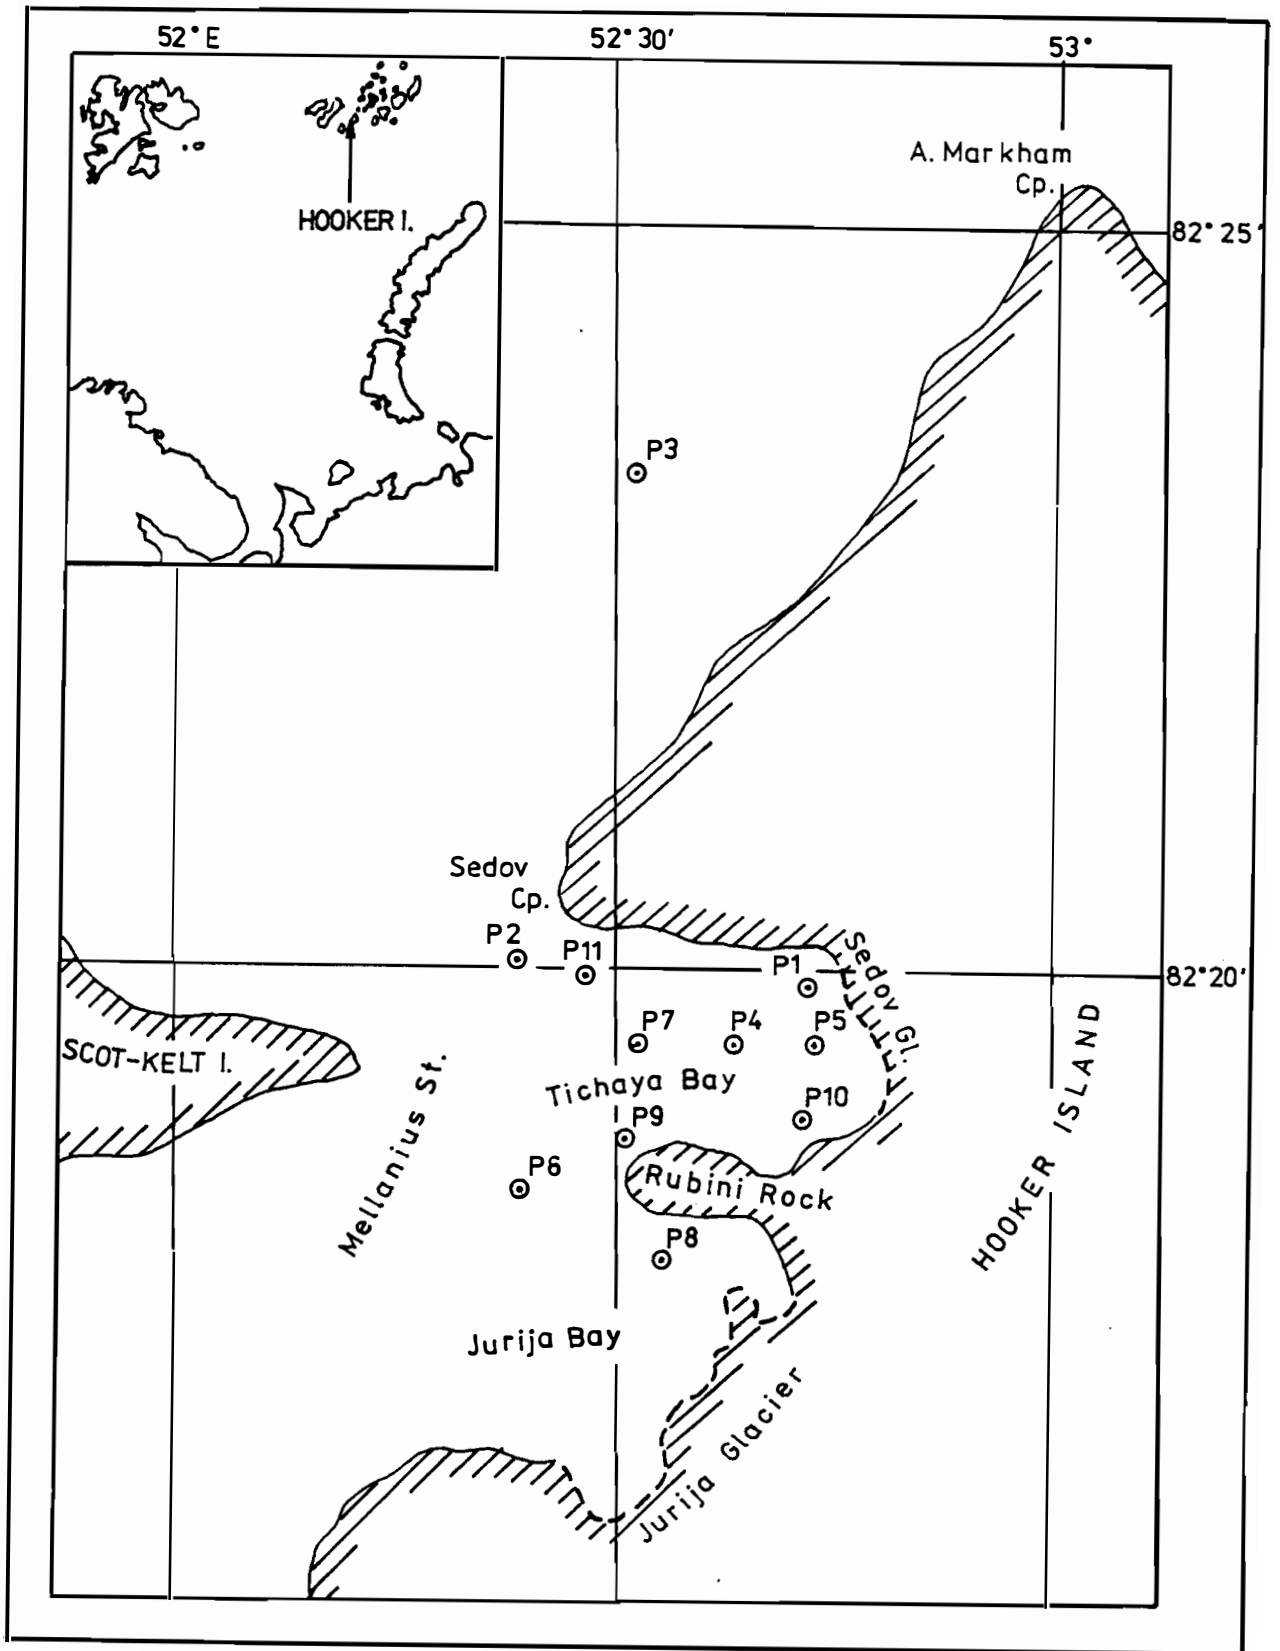 52° E
52° 30'
53°
A. Markham
Cp.
HOOKER I.
82° 25'
P3
Sedov
Cp.
P2
P11
P1
Sedov Gl.
82° 20'
P7
P4
P5
SCOT-KELT I.
Mellanius St.
Tichaya Bay
P10
P9
HOOKER ISLAND
P6
Rubini Rock
P8
Jurija Bay
Jurija Glacier